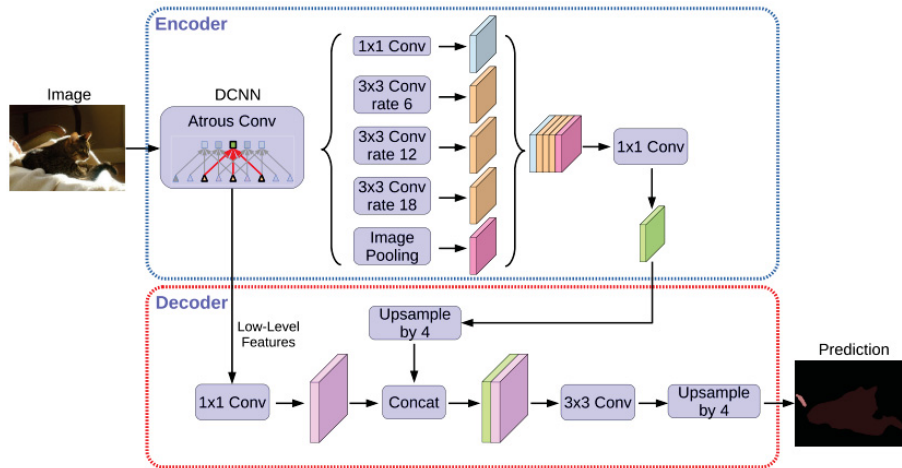 Encoder
Image
DCNN
Atrous Conv
1x1 Conv
3x3 Conv
rate 6
3x3 Conv
rate 12
3x3 Conv
rate 18
Image
Pooling
1x1 Conv
Decoder
Low-Level
Features
Upsample
by 4
1x1 Conv
Concat
3x3 Conv
Upsample
by 4
Prediction